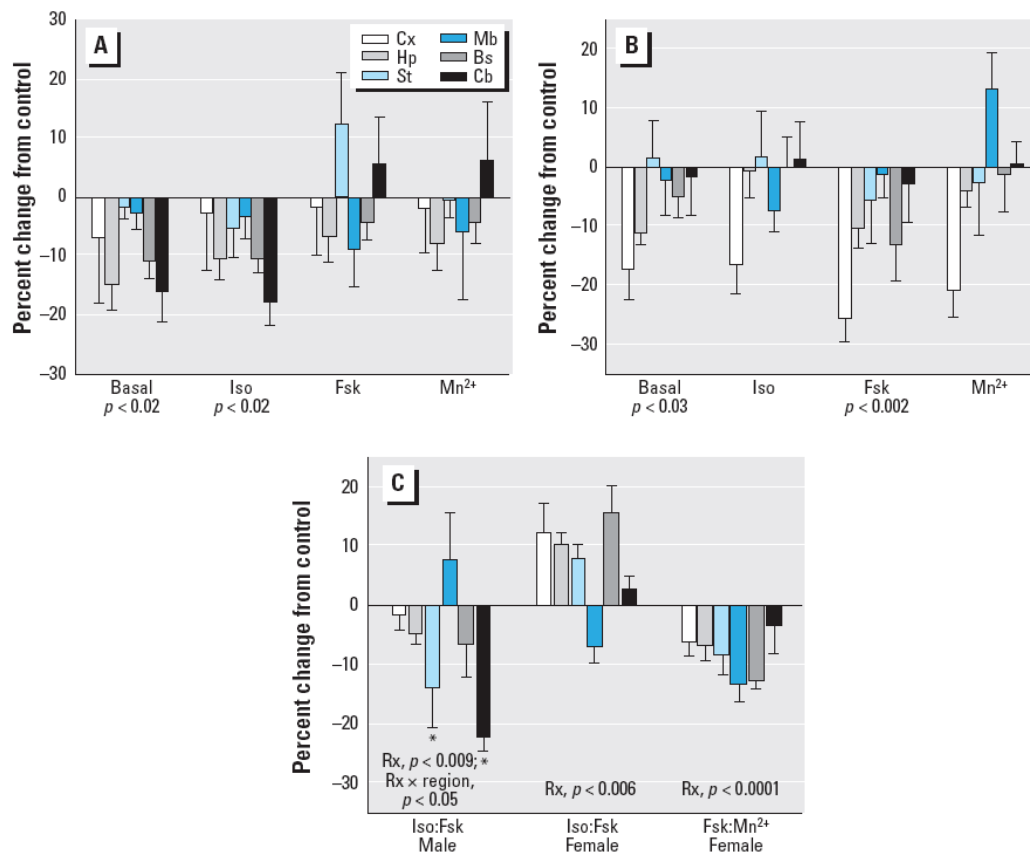 A
Percent change from control
30
20
10
0
–10
–20
–30
Cx
Hp
St
Mb
Bs
Cb
Basal
p < 0.02
Iso
p < 0.02
Fsk
Mn²⁺
B
Percent change from control
20
10
0
–10
–20
–30
Basal
p < 0.03
Iso
Fsk
p < 0.002
Mn²⁺
C
Percent change from control
20
10
0
–10
–20
–30
*
*
Rx, p < 0.009;
Rx × region,
p < 0.05
Iso:Fsk
Male
Rx, p < 0.006
Iso:Fsk
Female
Rx, p < 0.0001
Fsk:Mn²⁺
Female